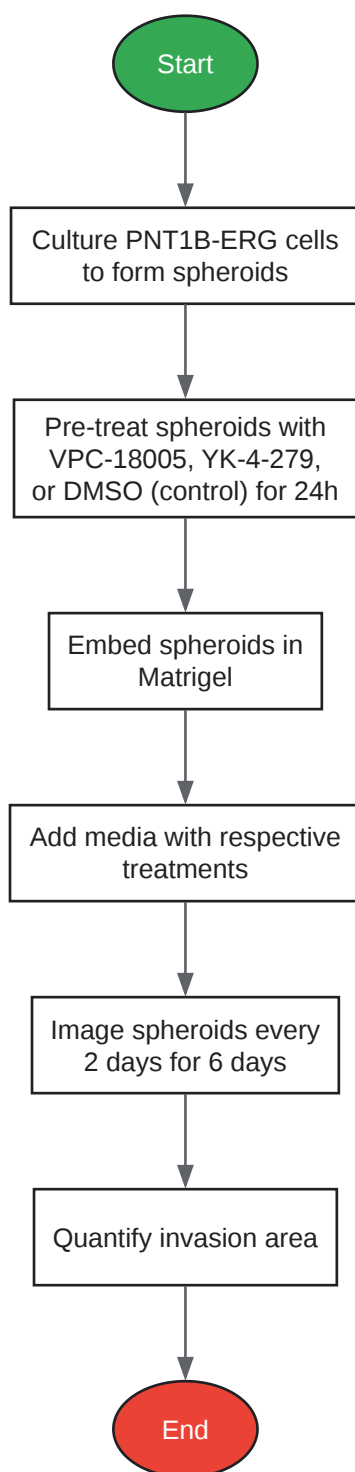 Start
Culture PNT1B-ERG cells
to form spheroids
Pre-treat spheroids with
VPC-18005, YK-4-279,
or DMSO (control) for 24h
Embed spheroids in
Matrigel
Add media with respective
treatments
Image spheroids every
2 days for 6 days
Quantify invasion area
End